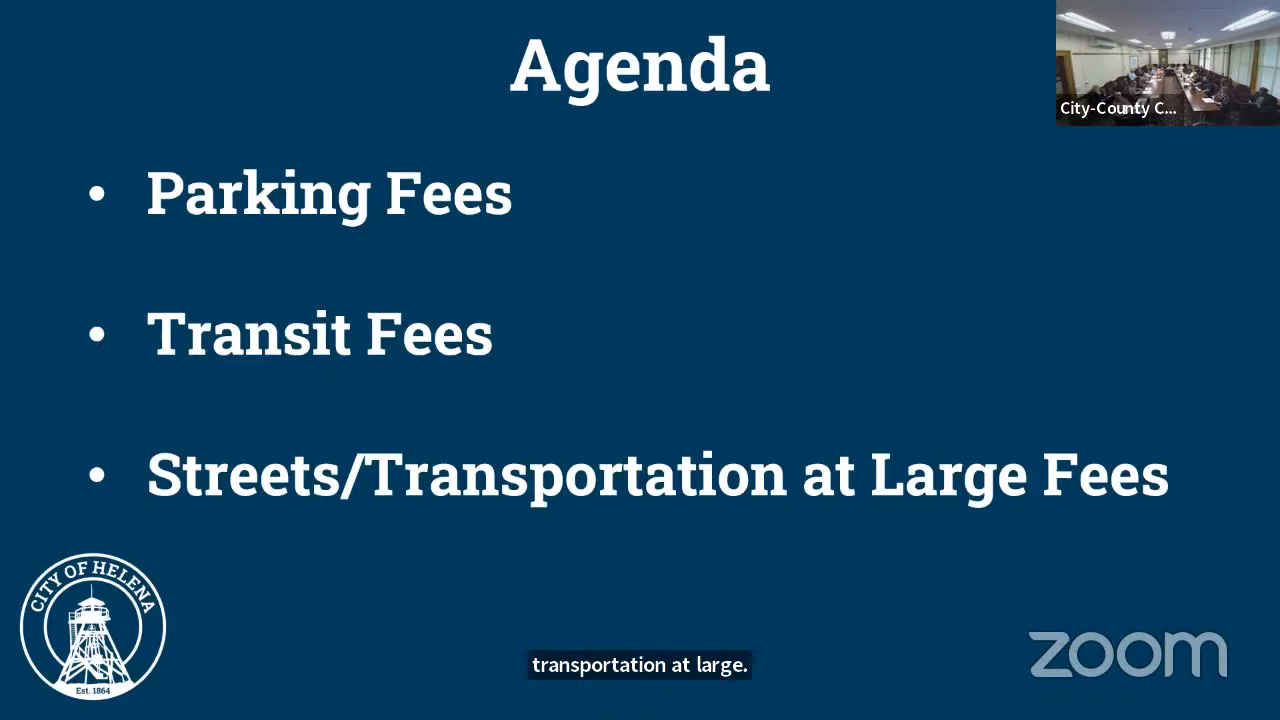 Agenda
City-County C...
• Parking Fees
• Transit Fees
• Streets/Transportation at Large Fees
CITY OF HELENA
Est. 1864
transportation at large.
zoom